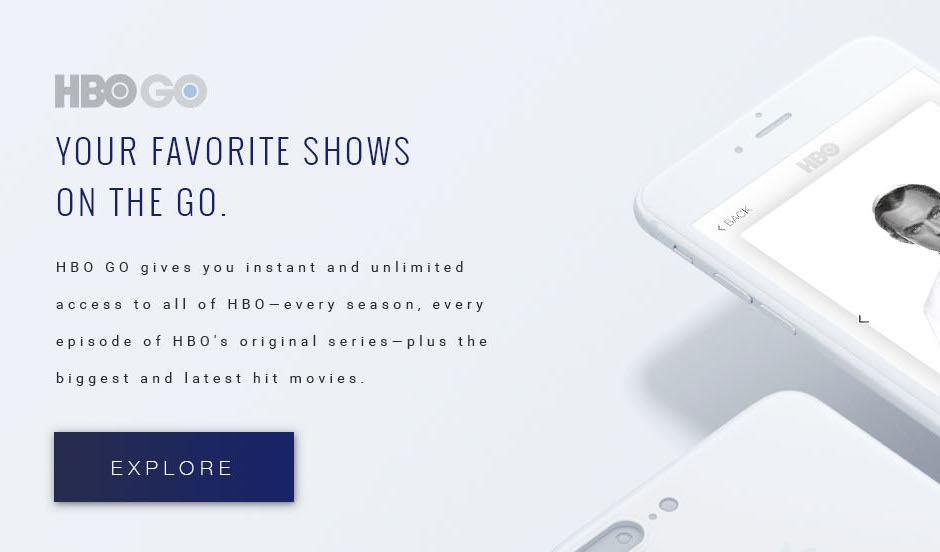 HBO GO
YOUR FAVORITE SHOWS
ON THE GO.
HBO GO gives you instant and unlimited
access to all of HBO—every season, every
episode of HBO's original series—plus the
biggest and latest hit movies.
EXPLORE
HBO
< BACK
L